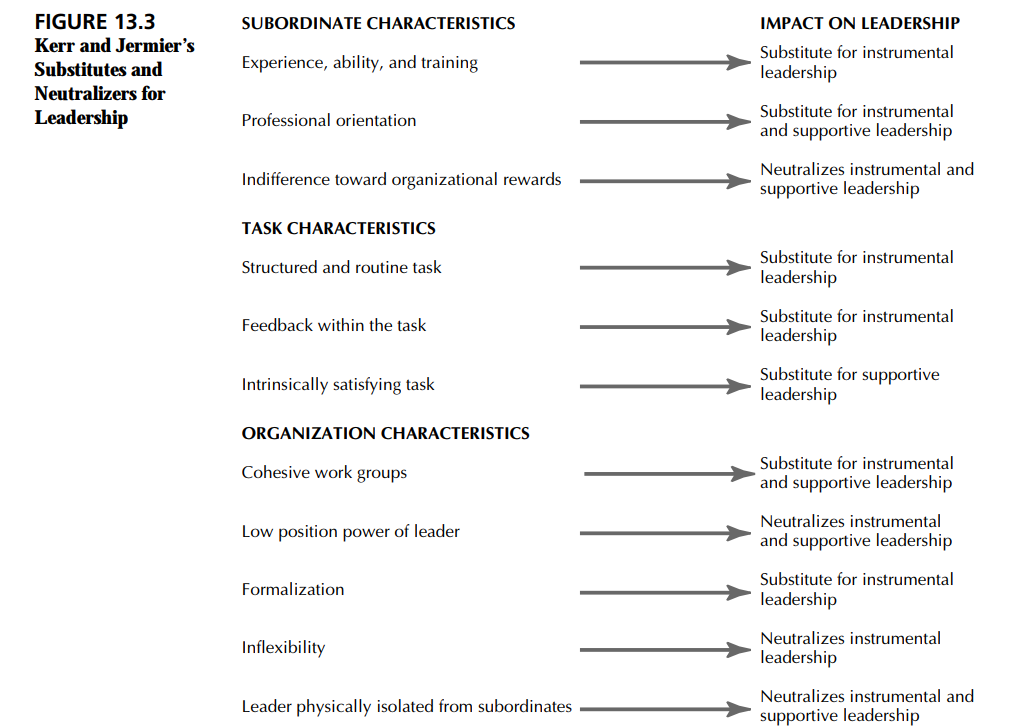 FIGURE 13.3
Kerr and Jermier's
Substitutes and
Neutralizers for
Leadership
SUBORDINATE CHARACTERISTICS
IMPACT ON LEADERSHIP
Experience, ability, and training
Substitute for instrumental
leadership
Professional orientation
Substitute for instrumental
and supportive leadership
Indifference toward organizational rewards
Neutralizes instrumental and
supportive leadership
TASK CHARACTERISTICS
Structured and routine task
Substitute for instrumental
leadership
Feedback within the task
Substitute for instrumental
leadership
Intrinsically satisfying task
Substitute for supportive
leadership
ORGANIZATION CHARACTERISTICS
Cohesive work groups
Substitute for instrumental
and supportive leadership
Low position power of leader
Neutralizes instrumental
and supportive leadership
Formalization
Substitute for instrumental
leadership
Inflexibility
Neutralizes instrumental
leadership
Leader physically isolated from subordinates
Neutralizes instrumental and
supportive leadership